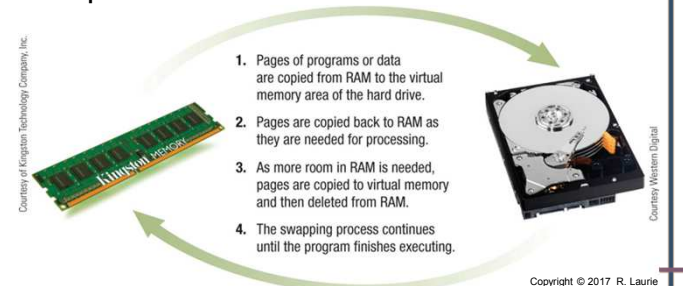 Courtesy of Kingston Technology Company, Inc.
1. Pages of programs or data
are copied from RAM to the virtual
memory area of the hard drive.
2. Pages are copied back to RAM as
they are needed for processing.
3. As more room in RAM is needed,
pages are copied to virtual memory
and then deleted from RAM.
4. The swapping process continues
until the program finishes executing.
Kingston MEMORY
Courtesy Western Digital
Copyright © 2017 R. Laurie